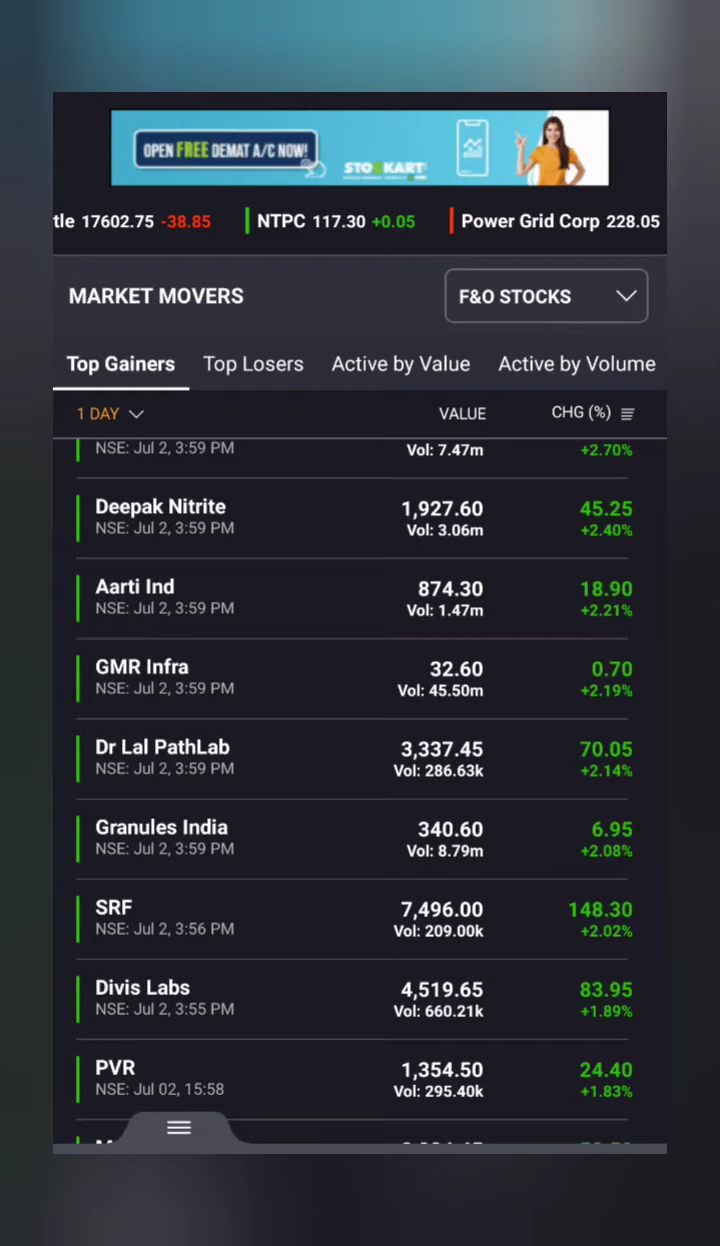 OPEN FREE DEMAT A/C NOW!
tle 17602.75 -38.85 NTPC 117.30 +0.05 Power Grid Corp 228.05
MARKET MOVERS F&O STOCKS
Top Gainers Top Losers Active by Value Active by Volume
1 DAY VALUE CHG (%)
NSE: Jul 2, 3:59 PM Vol: 7.47m +2.70%
Deepak Nitrite 1,927.60 45.25
NSE: Jul 2, 3:59 PM Vol: 3.06m +2.40%
Aarti Ind 874.30 18.90
NSE: Jul 2, 3:59 PM Vol: 1.47m +2.21%
GMR Infra 32.60 0.70
NSE: Jul 2, 3:59 PM Vol: 45.50m +2.19%
Dr Lal PathLab 3,337.45 70.05
NSE: Jul 2, 3:59 PM Vol: 286.63k +2.14%
Granules India 340.60 6.95
NSE: Jul 2, 3:59 PM Vol: 8.79m +2.08%
SRF 7,496.00 148.30
NSE: Jul 2, 3:56 PM Vol: 209.00k +2.02%
Divis Labs 4,519.65 83.95
NSE: Jul 2, 3:55 PM Vol: 660.21k +1.89%
PVR 1,354.50 24.40
NSE: Jul 02, 15:58 Vol: 295.40k +1.83%